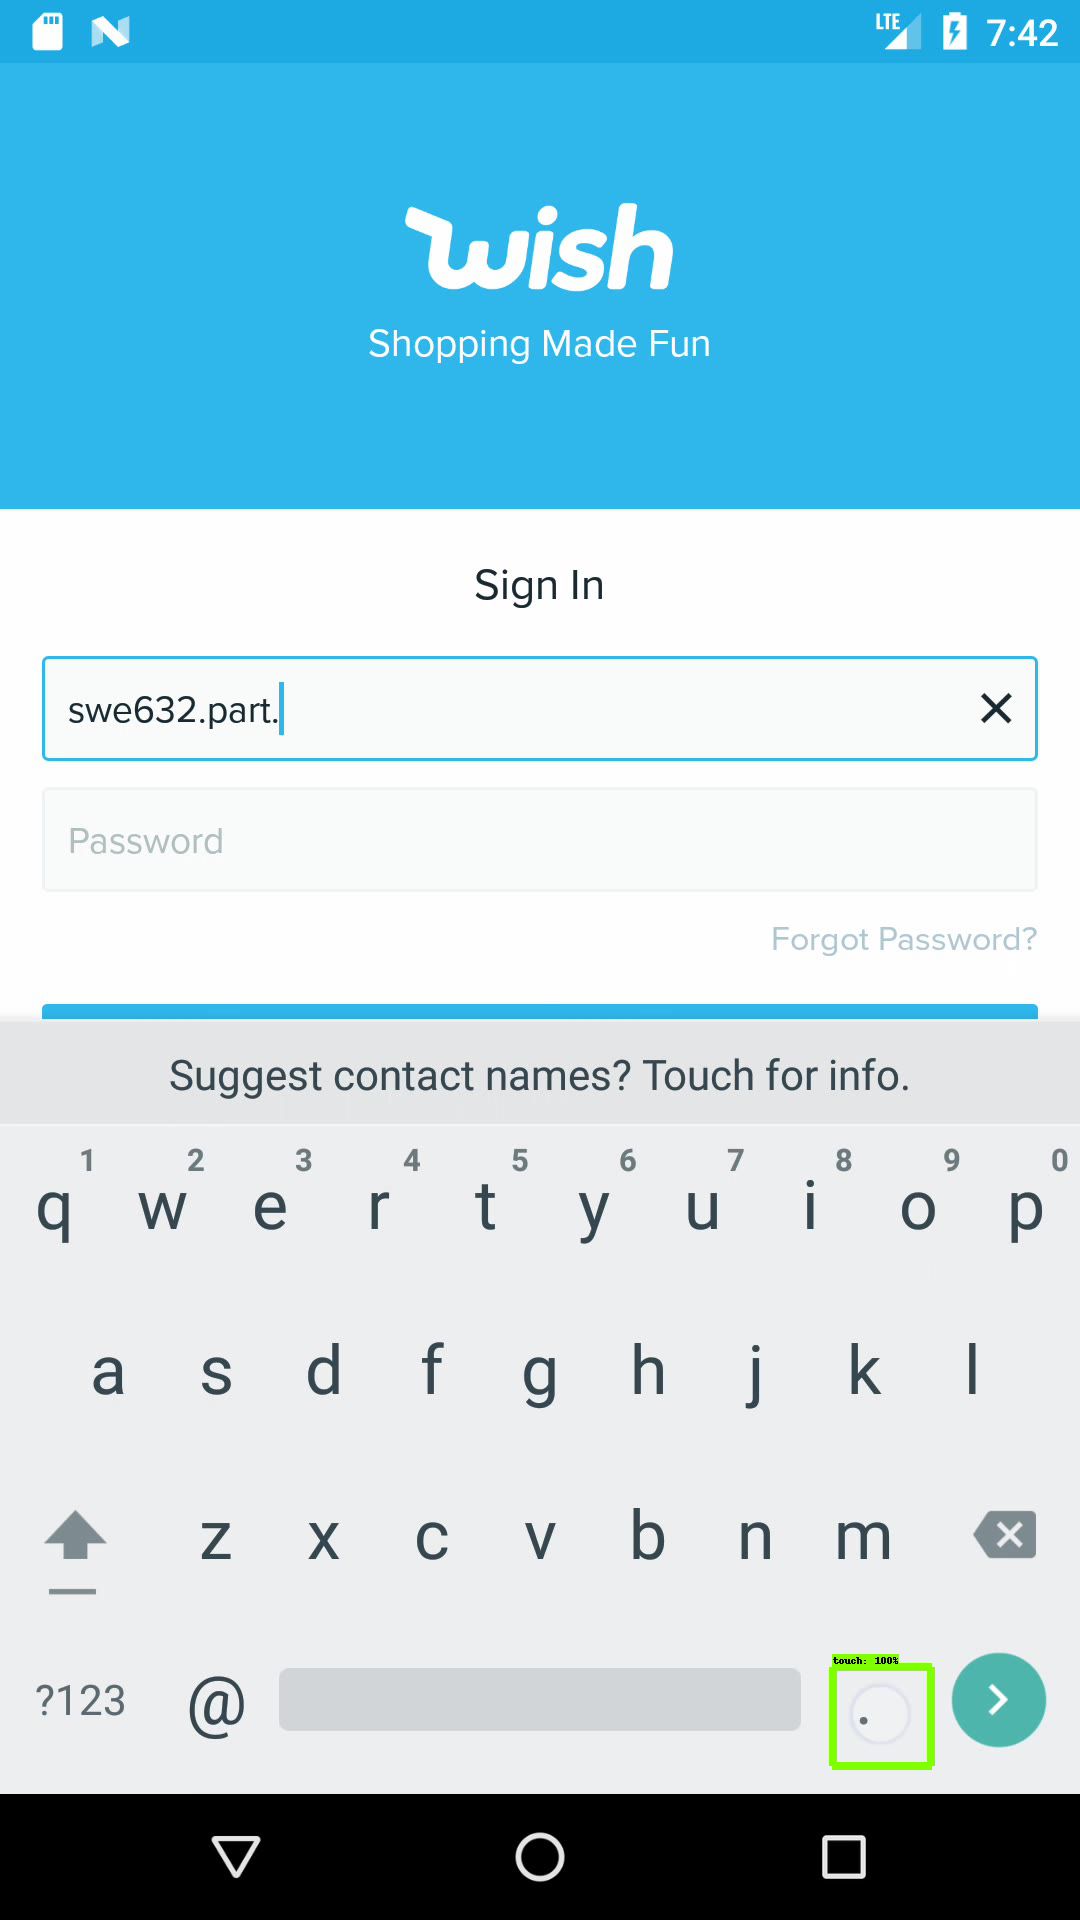 LTE 7:42
wish
Shopping Made Fun
Sign In
swe632.part.
Password
Forgot Password?
Suggest contact names? Touch for info.
1 2 3 4 5 6 7 8 9 0
q w e r t y u i o p
a s d f g h j k l
z x c v b n m
touch: 100%
?123 @ .